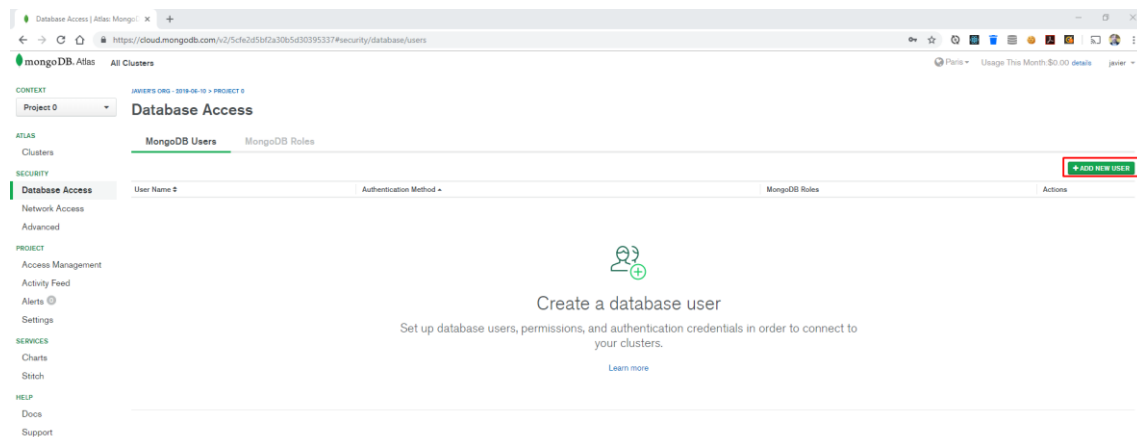 Database Access | Atlas: Mongo
https://cloud.mongodb.com/v2/5cfe2d5bf2a30b5d30395337#security/database/users
mongoDB. Atlas All Clusters Paris Usage This Month:$0.00 details javier
CONTEXT
Project 0
JAVIER'S ORG - 2019-06-10 > PROJECT 0
Database Access
MongoDB Users MongoDB Roles
+ ADD NEW USER
User Name Authentication Method MongoDB Roles Actions
ATLAS
Clusters
SECURITY
Database Access
Network Access
Advanced
PROJECT
Access Management
Activity Feed
Alerts 0
Settings
SERVICES
Charts
Stitch
HELP
Docs
Support
Create a database user
Set up database users, permissions, and authentication credentials in order to connect to
your clusters.
Learn more